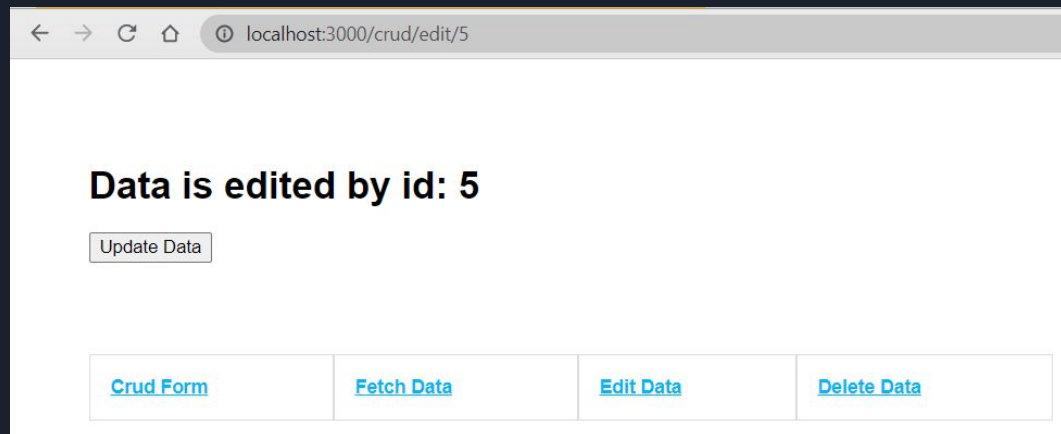 localhost:3000/crud/edit/5
Data is edited by id: 5
Update Data
Crud Form Fetch Data Edit Data Delete Data